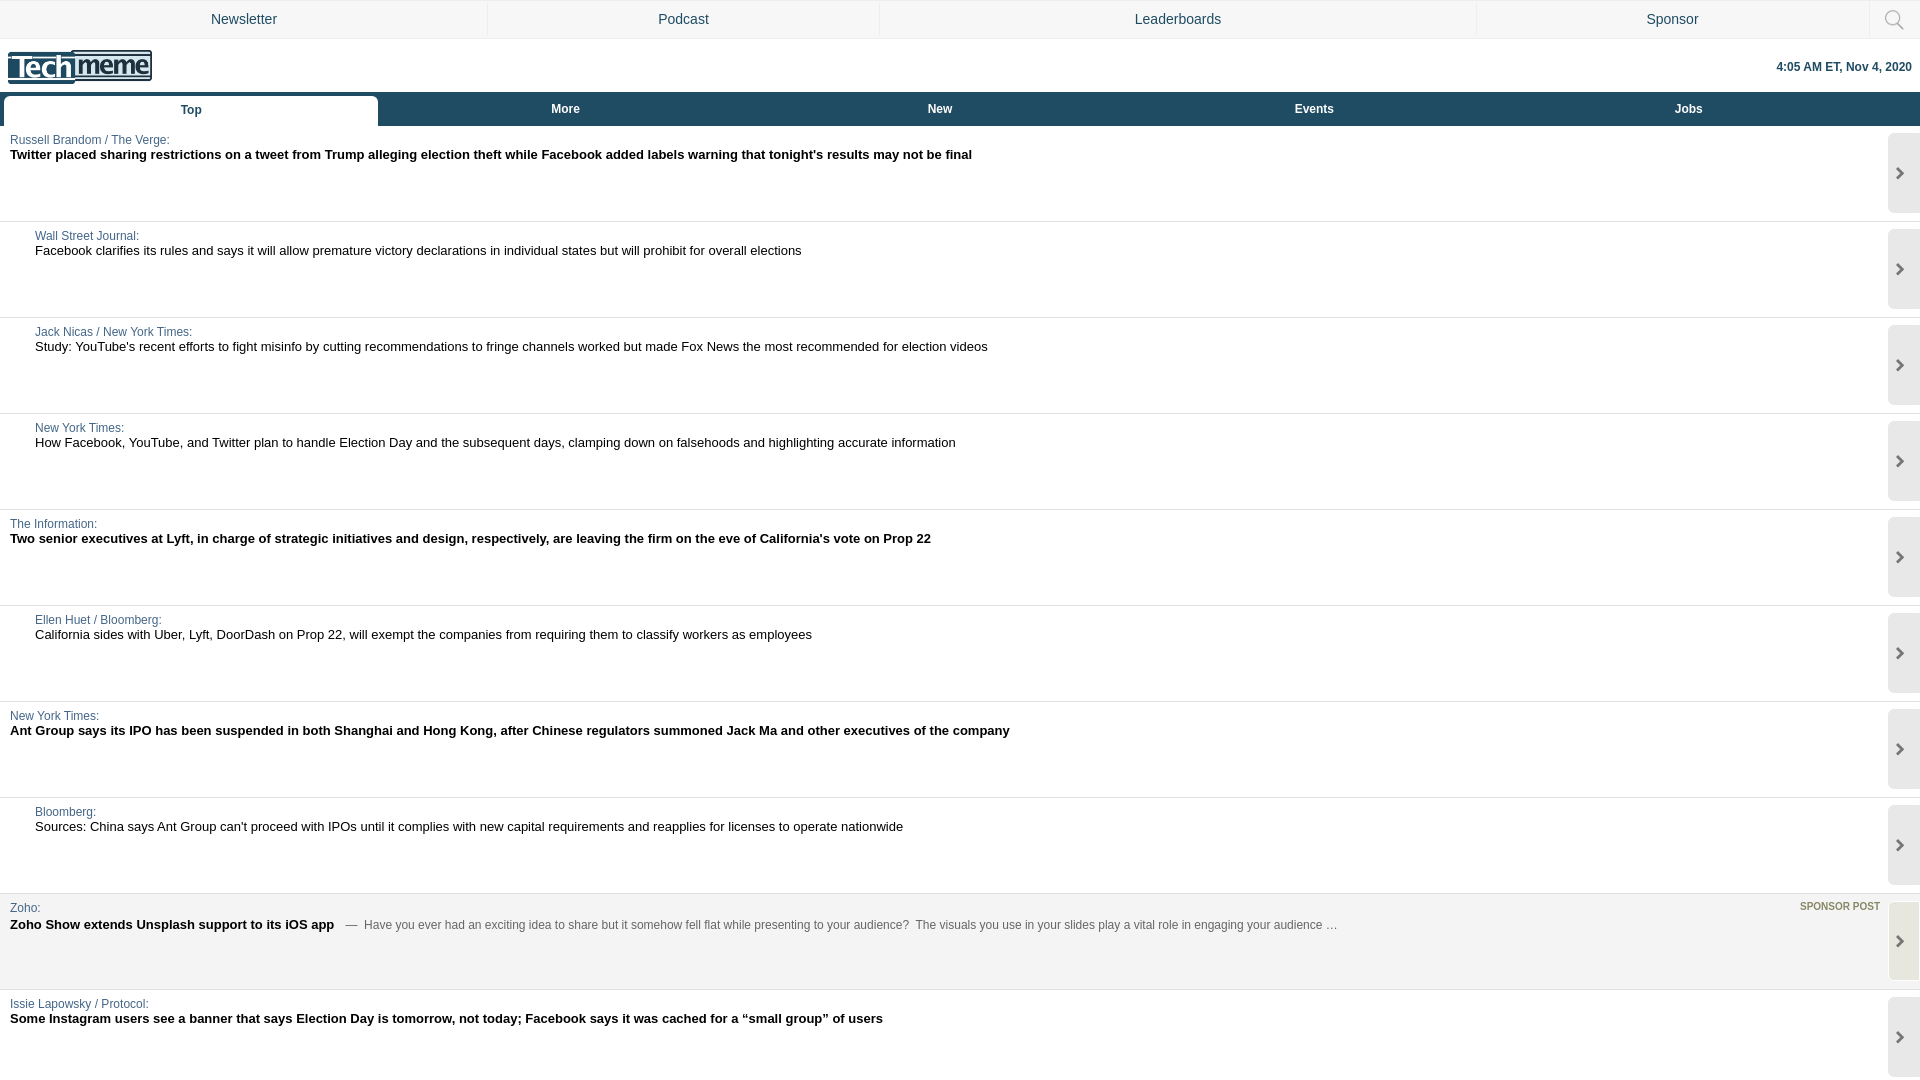 Newsletter
Podcast
Leaderboards
Sponsor
Techmeme
4:05 AM ET, Nov 4, 2020
Top
More
New
Events
Jobs
Russell Brandom / The Verge:
Twitter placed sharing restrictions on a tweet from Trump alleging election theft while Facebook added labels warning that tonight's results may not be final
Wall Street Journal:
Facebook clarifies its rules and says it will allow premature victory declarations in individual states but will prohibit for overall elections
Jack Nicas / New York Times:
Study: YouTube's recent efforts to fight misinfo by cutting recommendations to fringe channels worked but made Fox News the most recommended for election videos
New York Times:
How Facebook, YouTube, and Twitter plan to handle Election Day and the subsequent days, clamping down on falsehoods and highlighting accurate information
The Information:
Two senior executives at Lyft, in charge of strategic initiatives and design, respectively, are leaving the firm on the eve of California's vote on Prop 22
Ellen Huet / Bloomberg:
California sides with Uber, Lyft, DoorDash on Prop 22, will exempt the companies from requiring them to classify workers as employees
New York Times:
Ant Group says its IPO has been suspended in both Shanghai and Hong Kong, after Chinese regulators summoned Jack Ma and other executives of the company
Bloomberg:
Sources: China says Ant Group can't proceed with IPOs until it complies with new capital requirements and reapplies for licenses to operate nationwide
Zoho:
SPONSOR POST
Zoho Show extends Unsplash support to its iOS app — Have you ever had an exciting idea to share but it somehow fell flat while presenting to your audience? The visuals you use in your slides play a vital role in engaging your audience …
Issie Lapowsky / Protocol:
Some Instagram users see a banner that says Election Day is tomorrow, not today; Facebook says it was cached for a “small group” of users